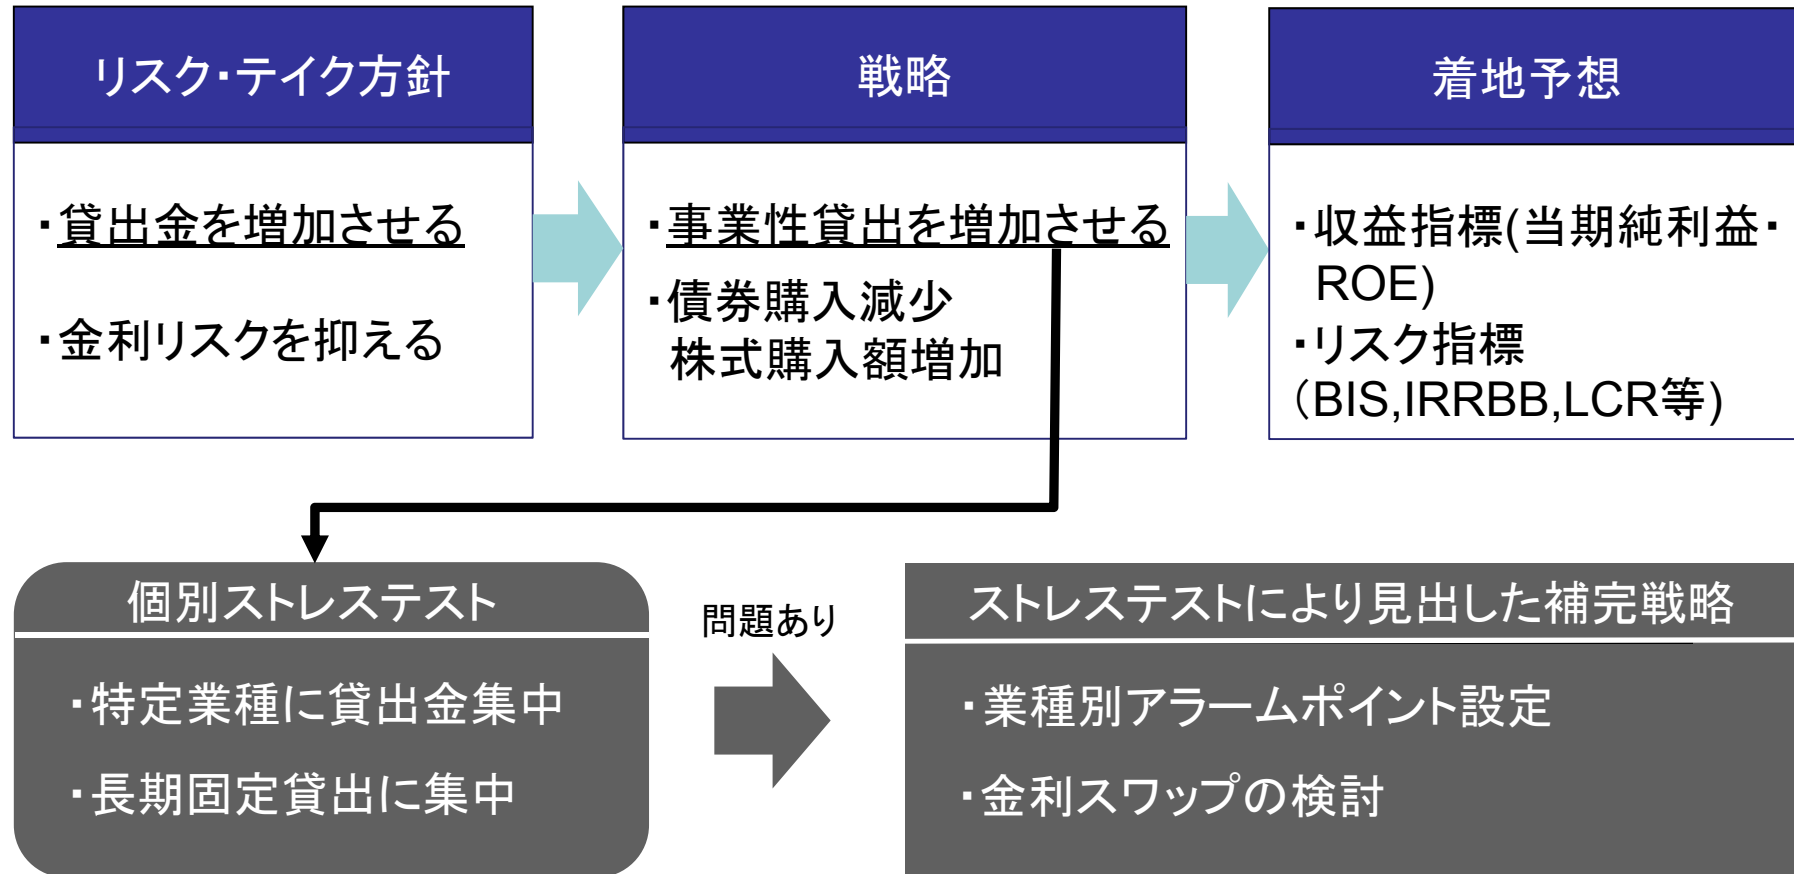 リスク・テイク方針
・貸出金を増加させる
・金利リスクを抑える
戦略
・事業性貸出を増加させる
・債券購入減少
株式購入額増加
着地予想
・収益指標(当期純利益・
ROE)
・リスク指標
（BIS,IRRBB,LCR等)
個別ストレステスト
・特定業種に貸出金集中
・長期固定貸出に集中
問題あり
ストレステストにより見出した補完戦略
・業種別アラームポイント設定
・金利スワップの検討